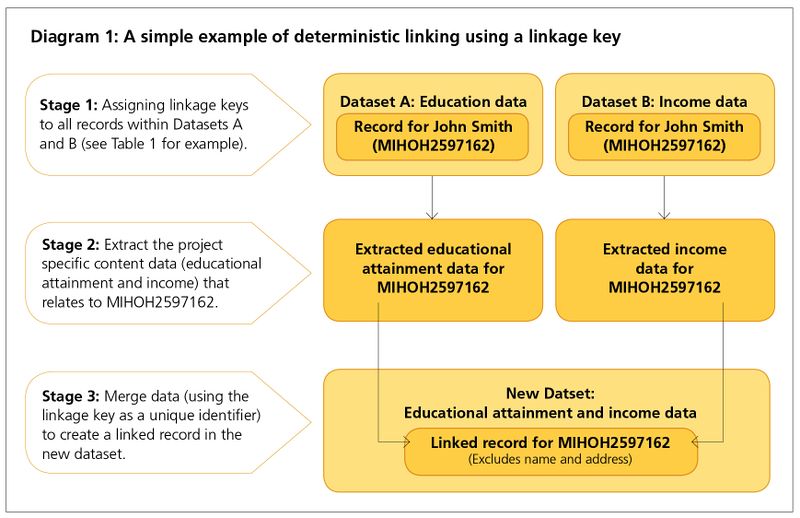 Diagram 1: A simple example of deterministic linking using a linkage key
Stage 1: Assigning linkage keys
to all records within Datasets A
and B (see Table 1 for example).
Dataset A: Education data
Record for John Smith
(MIHOH2597162)
Dataset B: Income data
Record for John Smith
(MIHOH2597162)
Stage 2: Extract the project
specific content data (educational
attainment and income) that
relates to MIHOH2597162.
Extracted educational
attainment data for
MIHOH2597162
Extracted income
data for
MIHOH2597162
Stage 3: Merge data (using the
linkage key as a unique identifier)
to create a linked record in the
new dataset.
New Datset:
Educational attainment and income data
Linked record for MIHOH2597162
(Excludes name and address)